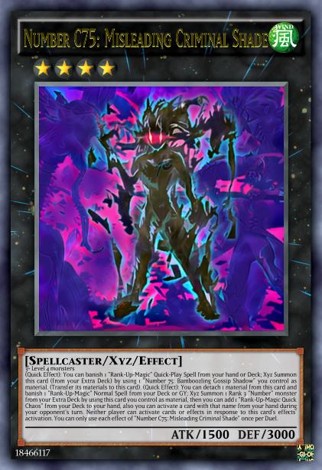 Number C75: Misleading Criminal Shade
WIND
風
[Spellcaster/Xyz/Effect]
Level 4 monsters
(Quick Effect): You can banish 1 "Rank-Up-Magic" Quick-Play Spell from your hand or Deck; Xyz Summon
this card (from your Extra Deck) by using 1 "Number 75: Bamboozling Gossip Shadow" you control as
material. (Transfer its materials to this card). (Quick Effect): You can detach 1 material from this card and
banish 1 "Rank-Up-Magic" Normal Spell from your Deck or GY; Xyz Summon 1 Rank 5 "Number" monster
from your Extra Deck by using this card you control as material, then you can add 1 "Rank-Up-Magic Quick
Chaos" from your Deck to your hand, also you can activate a card with that name from your hand during
your opponent's turn. Neither player can activate cards or effects in response to this card's effects
activation. You can only use each effect of "Number C75: Misleading Criminal Shade" once per Duel.
ATK/1500 DEF/3000
18466117